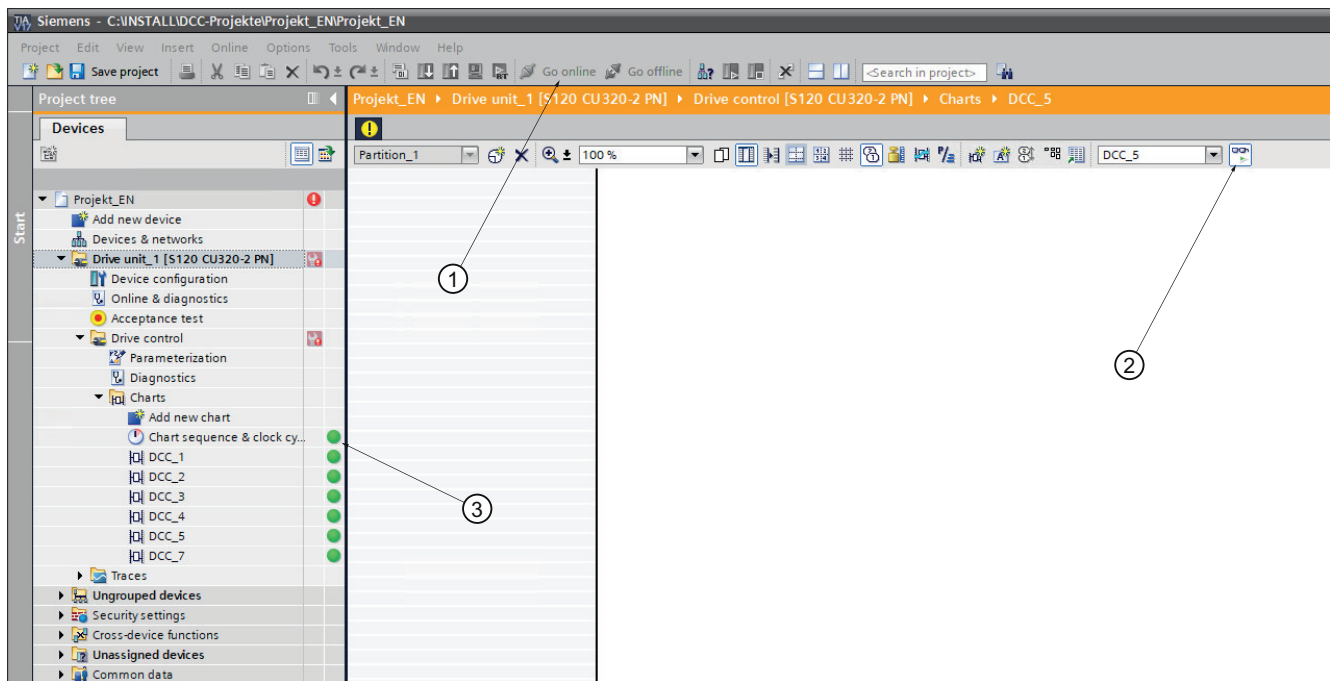 Siemens - C:\INSTALL\DCC-Projekte\Projekt_EN\Projekt_EN
Project Edit View Insert Online Options Tools Window Help
Save project Go online Go offline <Search in project>
Project tree
Projekt_EN Drive unit_1 [S120 CU320-2 PN] Drive control [S120 CU320-2 PN] Charts DCC_5
Devices
Partition_1 100 % DCC_5
Start
Projekt_EN
Add new device
Devices & networks
Drive unit_1 [S120 CU320-2 PN]
Device configuration
Online & diagnostics
Acceptance test
Drive control
Parameterization
Diagnostics
Charts
Add new chart
Chart sequence & clock cy...
DCC_1
DCC_2
DCC_3
DCC_4
DCC_5
DCC_7
Traces
Ungrouped devices
Security settings
Cross-device functions
Unassigned devices
Common data
1
2
3